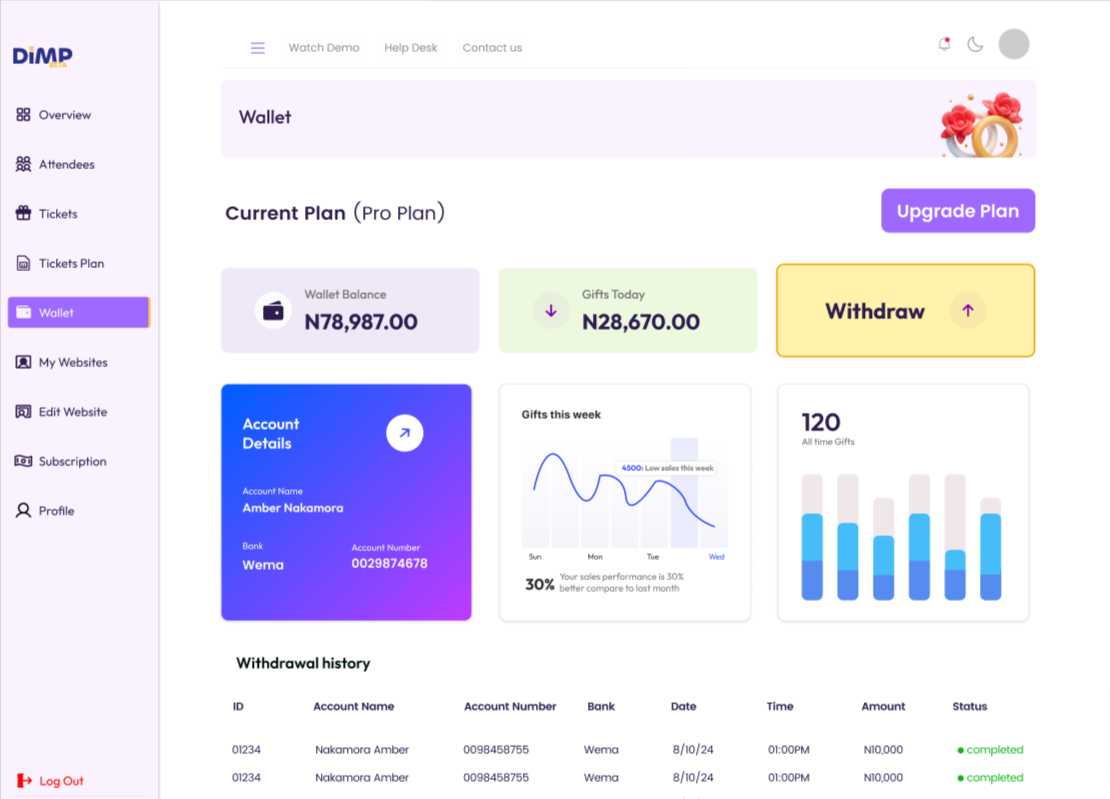 DiMP
BETA
Overview
Attendees
Tickets
Tickets Plan
Wallet
My Websites
Edit Website
Subscription
Profile
Log Out
Watch Demo Help Desk Contact us
Wallet
Current Plan (Pro Plan)
Upgrade Plan
Wallet Balance
N78,987.00
Gifts Today
N28,670.00
Withdraw
Account
Details
Account Name
Amber Nakamora
Bank Account Number
Wema 0029874678
Gifts this week
4500: Low sales this week
Sun Mon Tue Wed
30% Your sales performance is 30%
better compare to last month
120
All time Gifts
Withdrawal history
ID Account Name Account Number Bank Date Time Amount Status
01234 Nakamora Amber 0098458755 Wema 8/10/24 01:00PM N10,000 completed
01234 Nakamora Amber 0098458755 Wema 8/10/24 01:00PM N10,000 completed